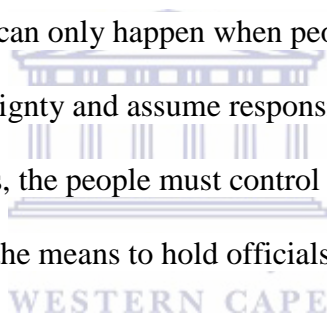 can only happen when peo
ignty and assume respons
s, the people must control
he means to hold officials
WESTERN CAPE